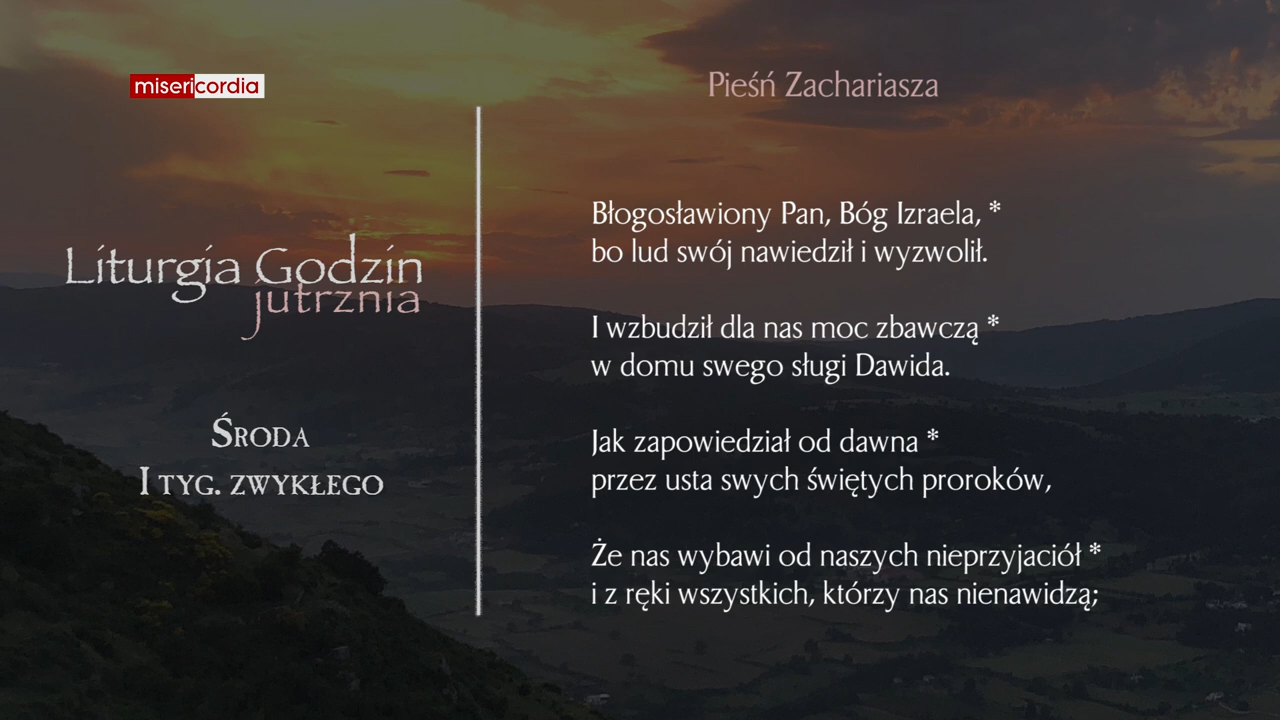 misericordia
Liturgia Godzin
jutrznia
Środa
I tyg. zwykłego
Pieśń Zachariasza
Błogosławiony Pan, Bóg Izraela, *
bo lud swój nawiedził i wyzwolił.
I wzbudził dla nas moc zbawczą *
w domu swego sługi Dawida.
Jak zapowiedział od dawna *
przez usta swych świętych proroków,
Że nas wybawi od naszych nieprzyjaciół *
i z ręki wszystkich, którzy nas nienawidzą;